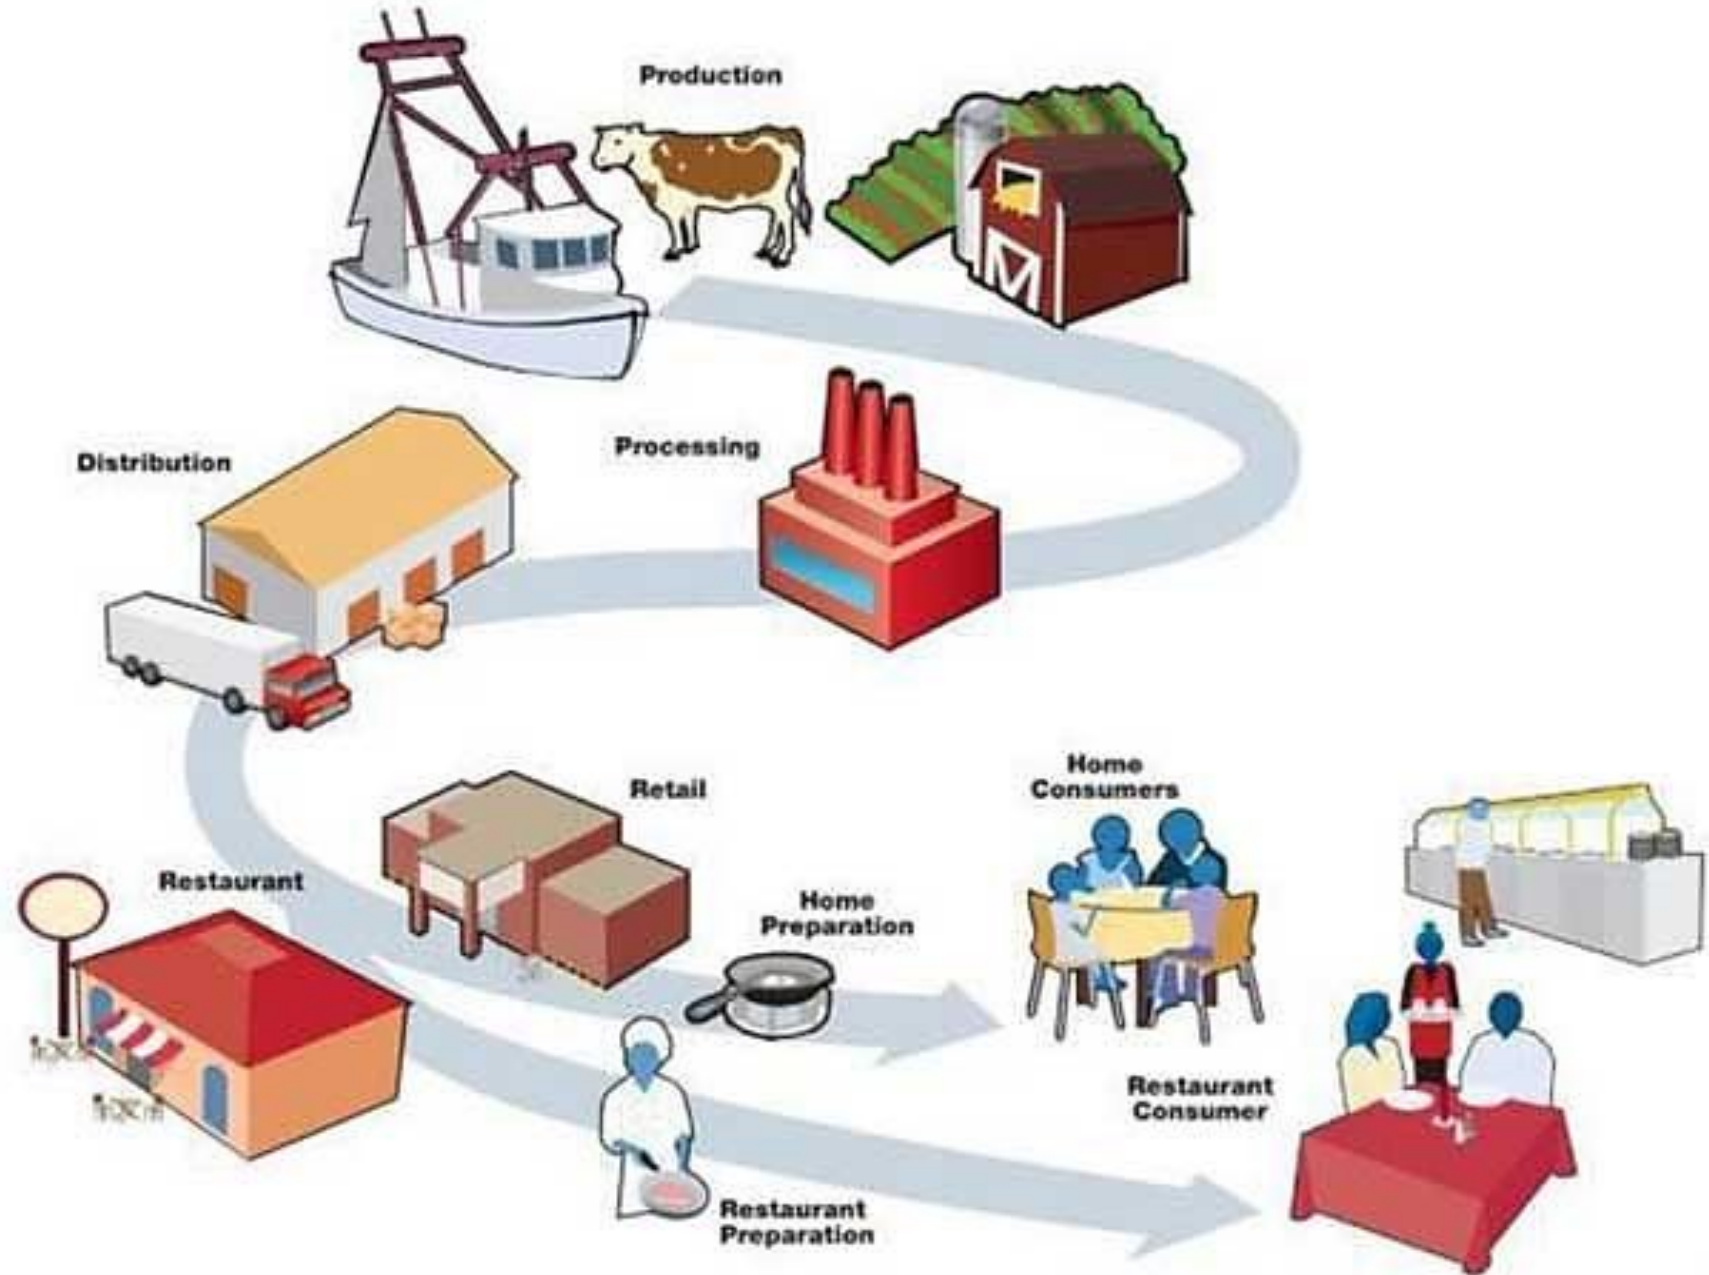 Production
Processing
Distribution
Retail
Home
Consumers
Restaurant
Home
Preparation
Restaurant
Consumer
Restaurant
Preparation